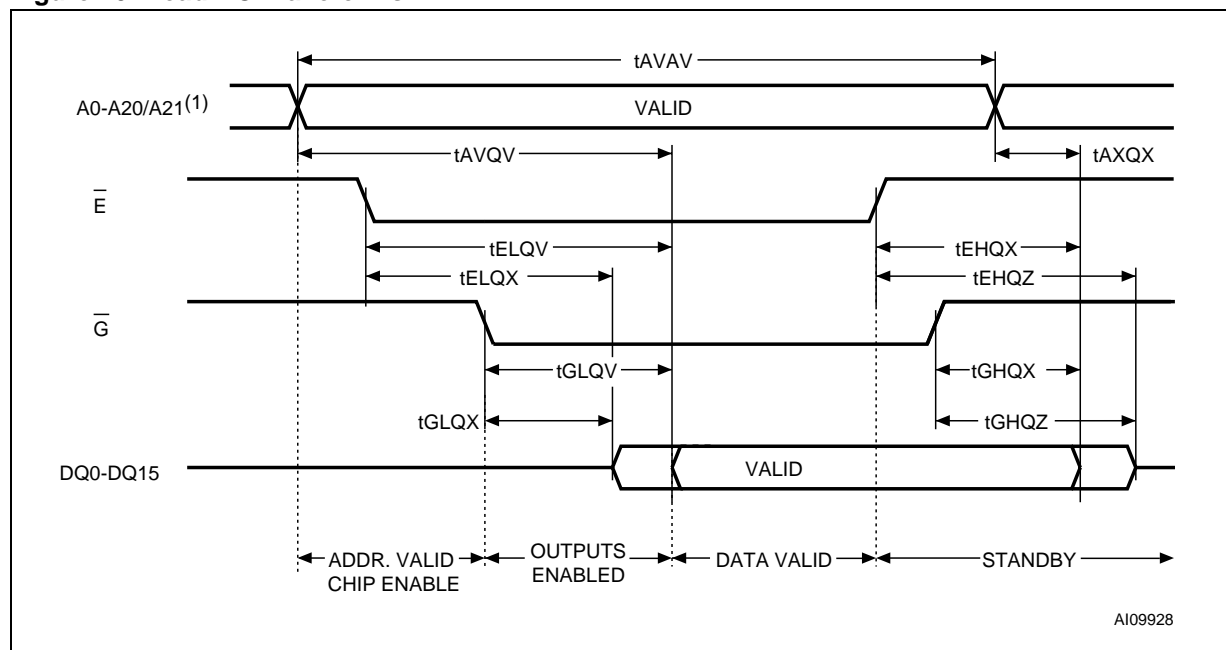 tAVAV
A0-A20/A21(1)
VALID
tAVQV
tAXQX
E
tELQV
tEHQX
tELQX
tEHQZ
G
tGLQV
tGHQX
tGLQX
tGHQZ
DQ0-DQ15
VALID
ADDR. VALID
CHIP ENABLE
OUTPUTS
ENABLED
DATA VALID
STANDBY
AI09928